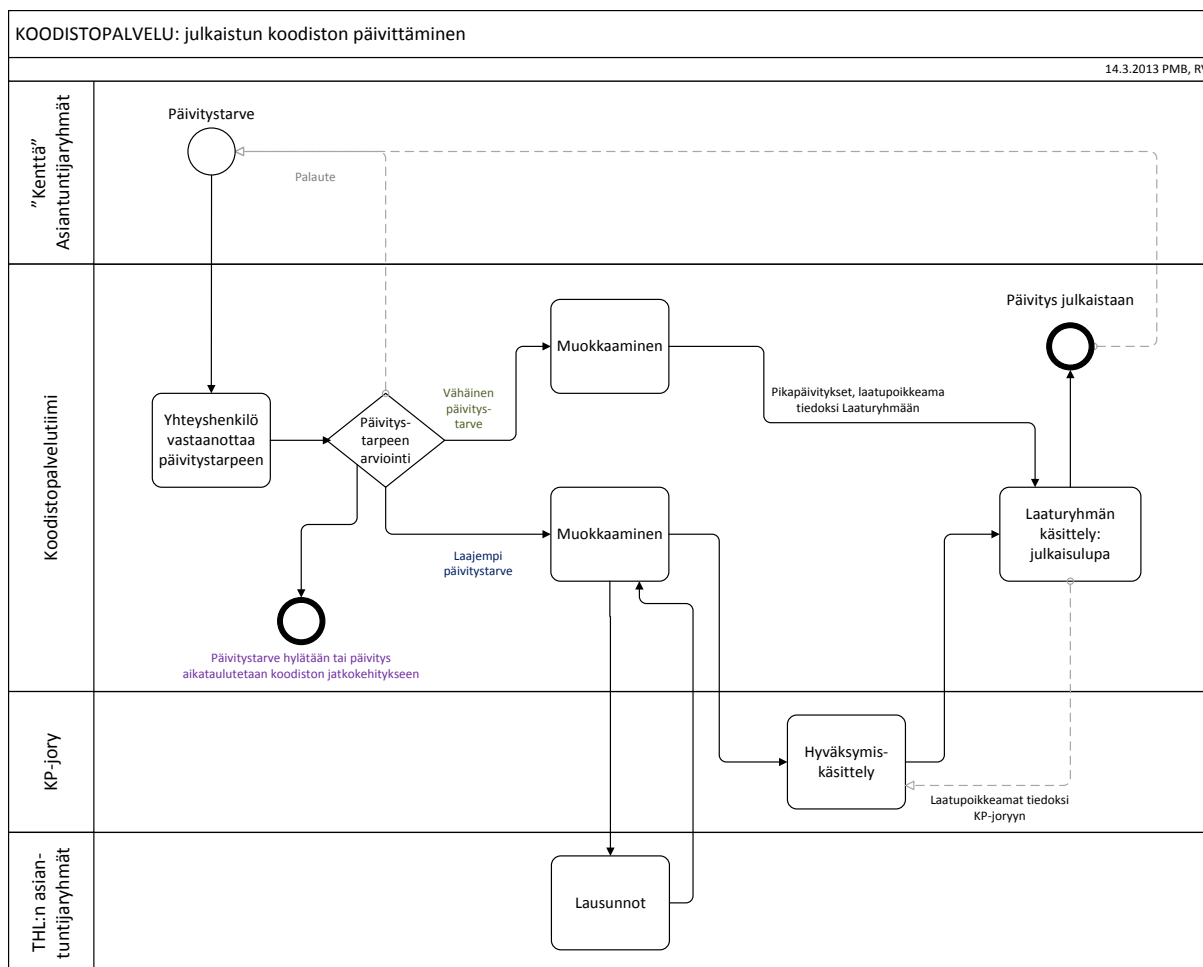 KOODISTOPALVELU: julkaistun koodiston päivittäminen
14.3.2013 PMB, RV
”Kenttä”
Asiantuntijaryhmät
Päivitystarve
Palaute
Koodistopalvelutiimi
Yhteyshenkilö
vastaanottaa
päivitystarpeen
Päivitys-
tarpeen
arviointi
Vähäinen
päivitys-
tarve
Muokkaaminen
Pikapäivitykset, laatupoikkeama
tiedoksi Laaturyhmään
Päivitys julkaistaan
Laajempi
päivitystarve
Muokkaaminen
Laaturyhmän
käsittely:
julkaisulupa
Päivitystarve hylätään tai päivitys
aikataulutetaan koodiston jatkokehitykseen
KP-jory
Hyväksymis-
käsittely
Laatupoikkeamat tiedoksi
KP-joryyn
THL:n asian-
tuntijaryhmät
Lausunnot